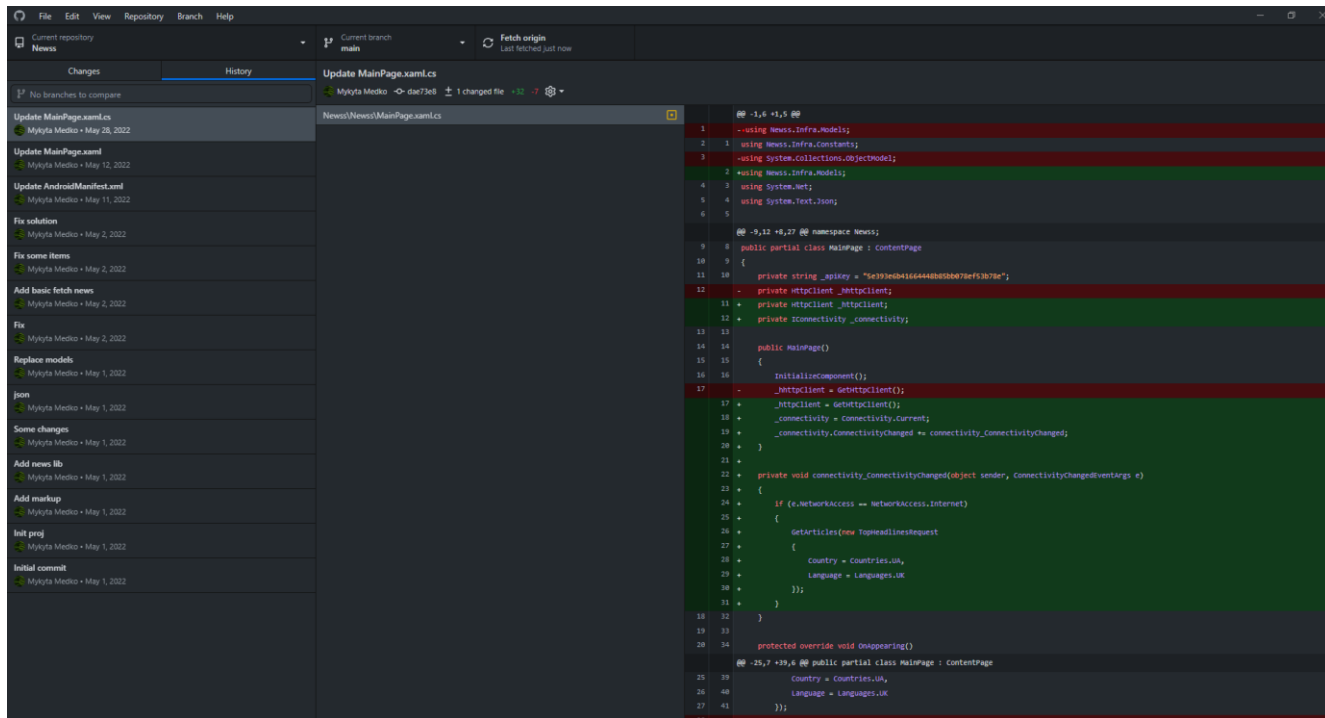 File Edit View Repository Branch Help
Current repository
Newss
Current branch
main
Fetch origin
Last fetched just now
Changes History
No branches to compare
Update MainPage.xaml.cs
Mykyta Medko • May 28, 2022
Update MainPage.xaml
Mykyta Medko • May 12, 2022
Update AndroidManifest.xml
Mykyta Medko • May 11, 2022
Fix solution
Mykyta Medko • May 2, 2022
Fix some items
Mykyta Medko • May 2, 2022
Add basic fetch news
Mykyta Medko • May 2, 2022
Fix
Mykyta Medko • May 2, 2022
Replace models
Mykyta Medko • May 1, 2022
json
Mykyta Medko • May 1, 2022
Some changes
Mykyta Medko • May 1, 2022
Add news lib
Mykyta Medko • May 1, 2022
Add markup
Mykyta Medko • May 1, 2022
Init proj
Mykyta Medko • May 1, 2022
Initial commit
Mykyta Medko • May 1, 2022
Update MainPage.xaml.cs
Mykyta Medko dae73e8 1 changed file +32 -7
Newss\Newss\MainPage.xaml.cs
@@ -1,6 +1,5 @@
1 --using Newss.Infra.Models;
2 1 using Newss.Infra.Constants;
3 -using System.Collections.ObjectModel;
2 +using Newss.Infra.Models;
4 3 using System.Net;
5 4 using System.Text.Json;
6 5
@@ -9,12 +8,27 @@ namespace Newss;
9 8 public partial class MainPage : ContentPage
10 9 {
11 10 private string _apiKey = "5e393e6b41664448b85bb078ef53b78e";
12 - private HttpClient _hhttpClient;
11 + private HttpClient _httpClient;
12 + private IConnectivity _connectivity;
13 13
14 14 public MainPage()
15 15 {
16 16 InitializeComponent();
17 - _hhttpClient = GetHttpClient();
17 + _httpClient = GetHttpClient();
18 + _connectivity = Connectivity.Current;
19 + _connectivity.ConnectivityChanged += connectivity_ConnectivityChanged;
20 + }
21 +
22 + private void connectivity_ConnectivityChanged(object sender, ConnectivityChangedEventArgs e)
23 + {
24 + if (e.NetworkAccess == NetworkAccess.Internet)
25 + {
26 + GetArticles(new TopHeadlinesRequest
27 + {
28 + Country = Countries.UA,
29 + Language = Languages.UK
30 + });
31 + }
18 32 }
19 33
20 34 protected override void OnAppearing()
@@ -25,7 +39,6 @@ public partial class MainPage : ContentPage
25 39 Country = Countries.UA,
26 40 Language = Languages.UK
27 41 });